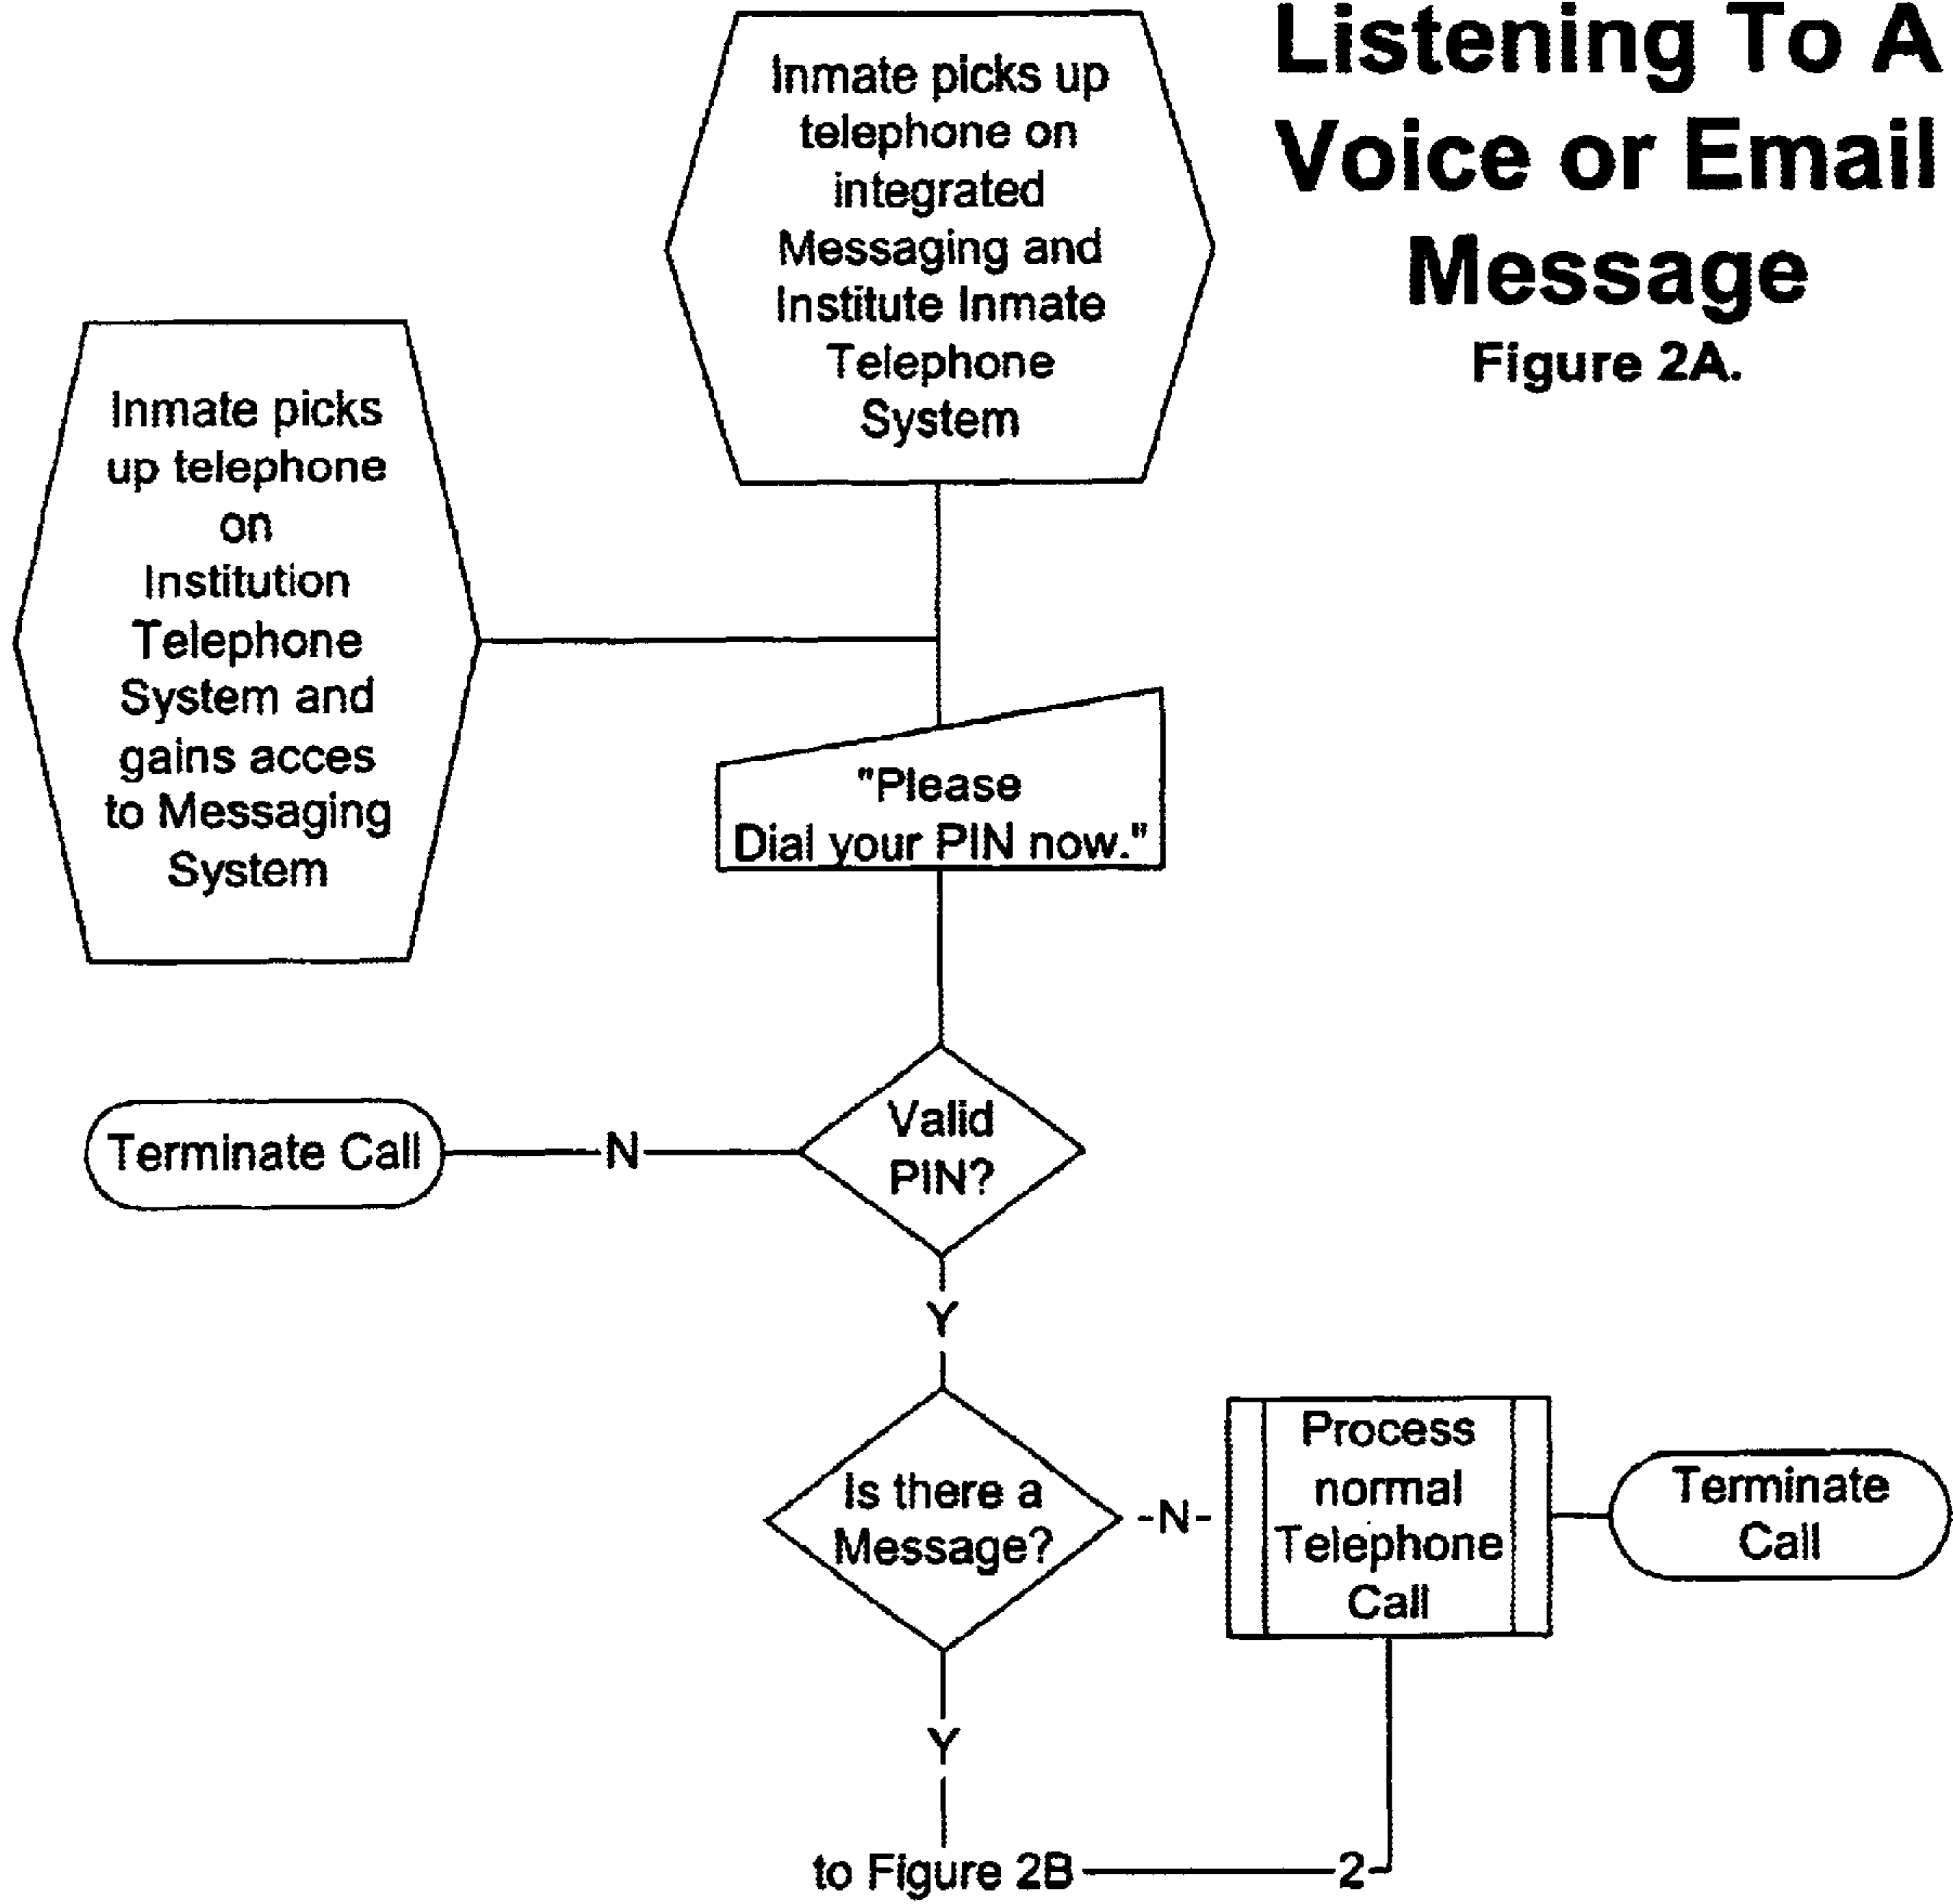 Listening To A
Voice or Email
Message
Figure 2A.
Inmate picks up
telephone on
integrated
Messaging and
Institute Inmate
Telephone
System
Inmate picks
up telephone
on
Institution
Telephone
System and
gains acces
to Messaging
System
"Please
Dial your PIN now."
Valid
PIN?
N
Terminate Call
Y
Is there a
Message?
-N-
Process
normal
Telephone
Call
Terminate
Call
Y
to Figure 2B
2